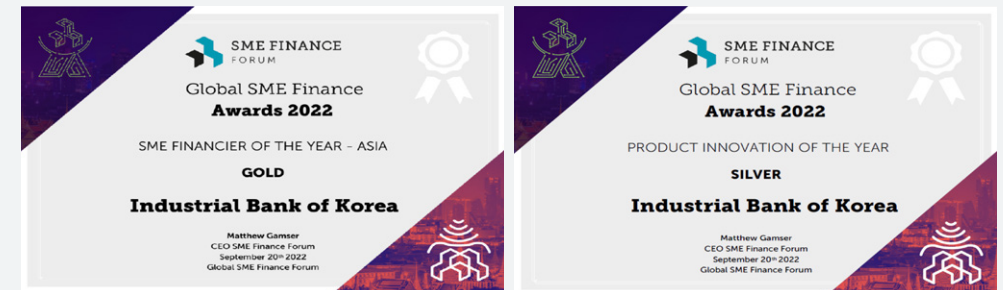 SME FINANCE
FORUM
Global SME Finance
Awards 2022
SME FINANCIER OF THE YEAR – ASIA
GOLD
Industrial Bank of Korea
Matthew Gamser
CEO SME Finance Forum
September 20th 2022
Global SME Finance Forum
SME FINANCE
FORUM
Global SME Finance
Awards 2022
PRODUCT INNOVATION OF THE YEAR
SILVER
Industrial Bank of Korea
Matthew Gamser
CEO SME Finance Forum
September 20th 2022
Global SME Finance Forum